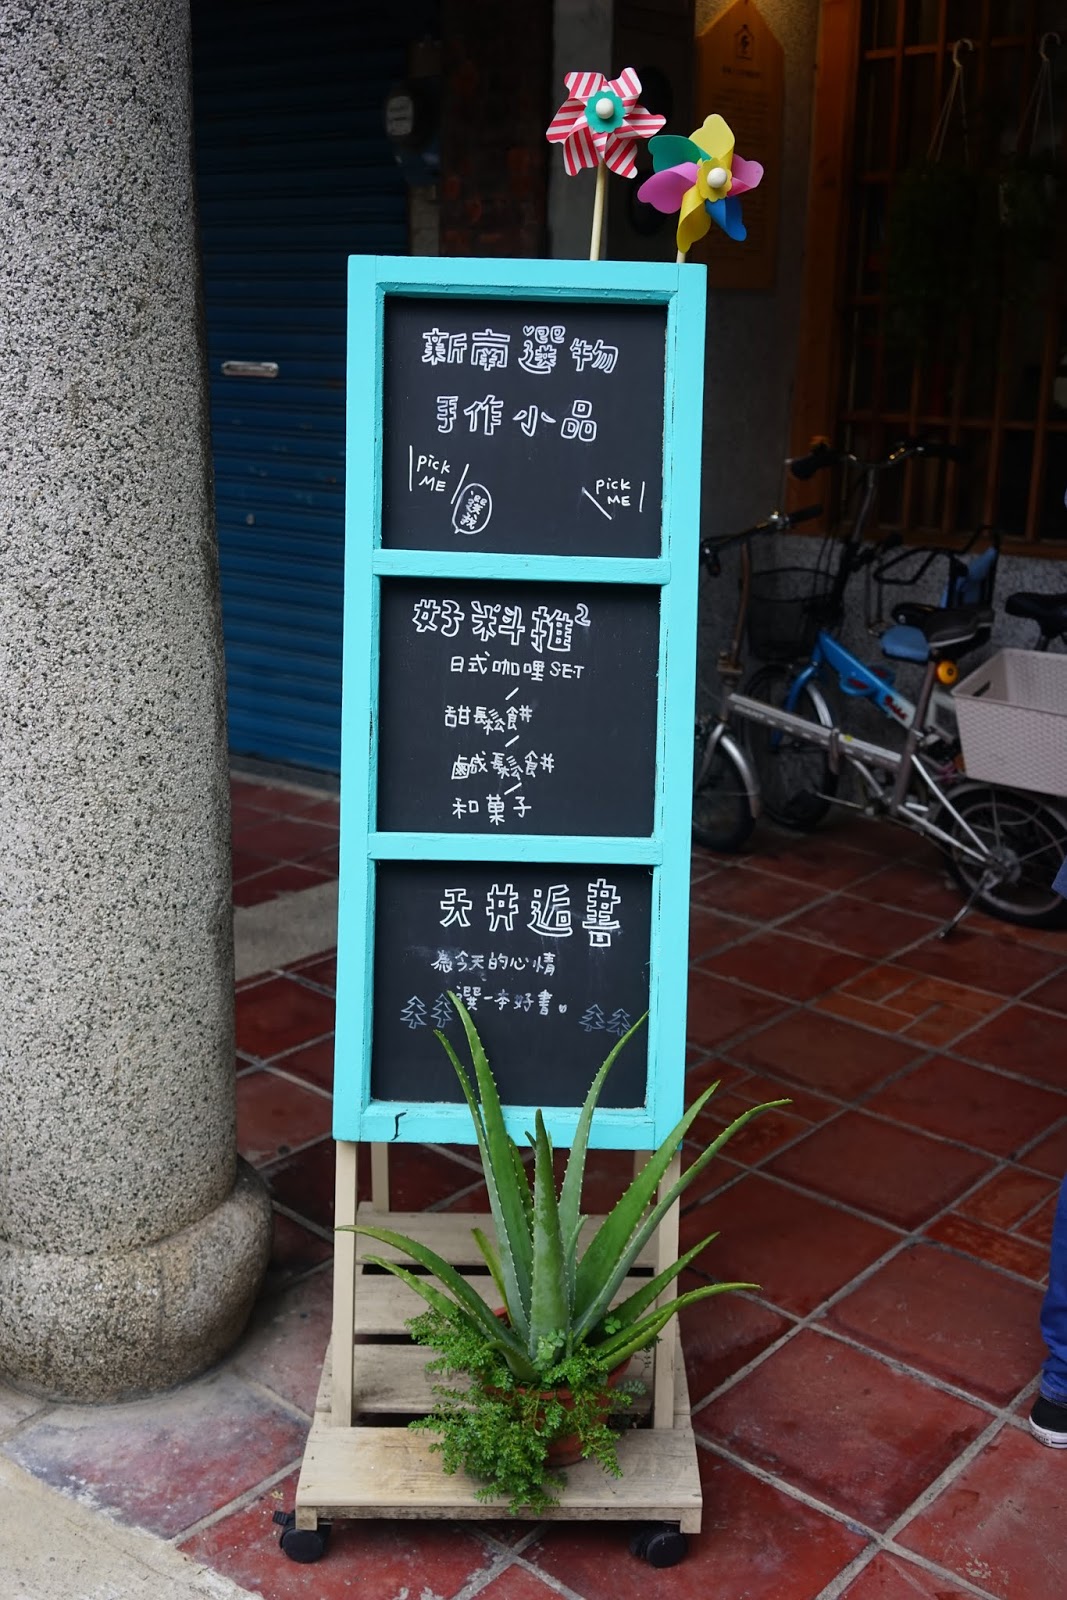 新南選物
手作小品
Pick ME
選我
Pick ME
好料推²
日式咖哩SET
甜鬆餅
鹹鬆餅
和菓子
天井逅書
為今天的心情
選一本好書。